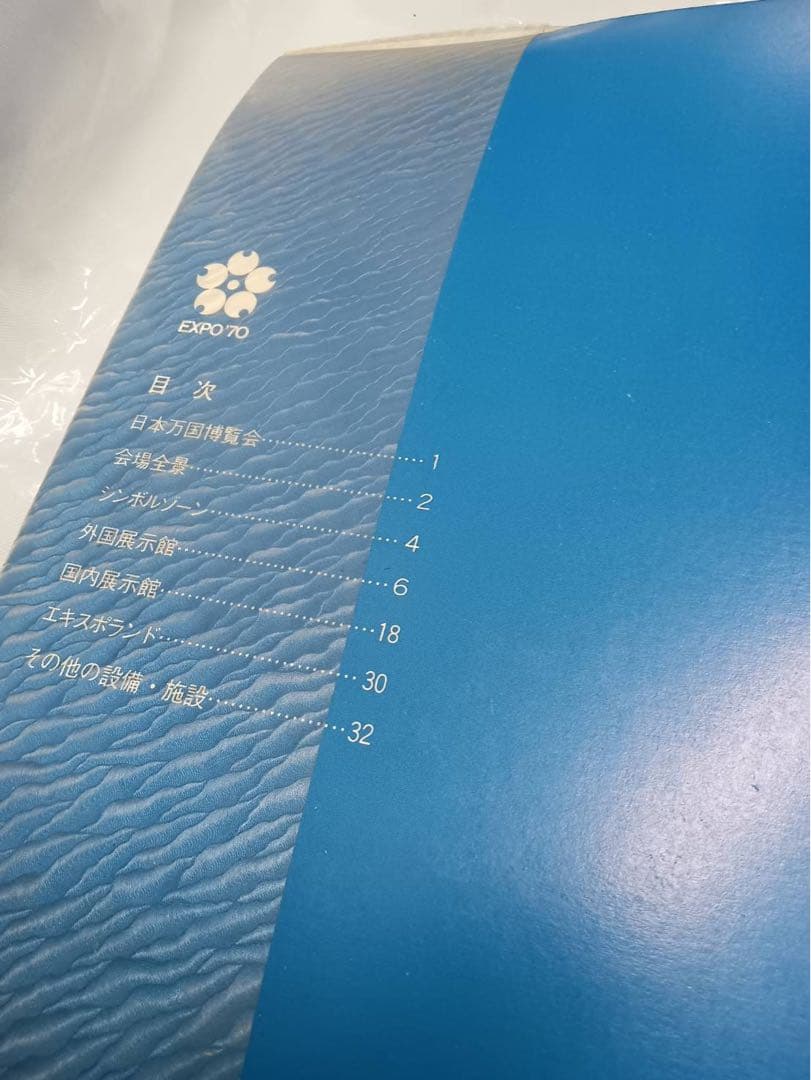 EXPO'70
目次
日本万国博覧会……………………1
会場全景……………………2
シンボルゾーン……………………4
外国展示館……………………6
国内展示館……………………18
エキスポランド……………………30
その他の設備・施設……………………32